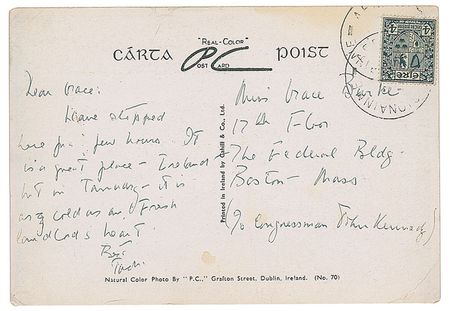 "REAL-COLOR"
CÁRTA PC POIST
POST CARD
Dear Grace:
Have stopped
here for a few hours. It
is a great place - Ireland
but in January - it is
as cold as an Irish
landlord's heart.
Best
Jack
Miss Grace Burke
17th Floor
The Federal Bldg.
Boston - Mass
(c/o Congressman John Kennedy)
Printed in Ireland by Cahill & Co., Ltd.
Natural Color Photo By "P.C.," Grafton Street, Dublin, Ireland. (No. 70)
éire